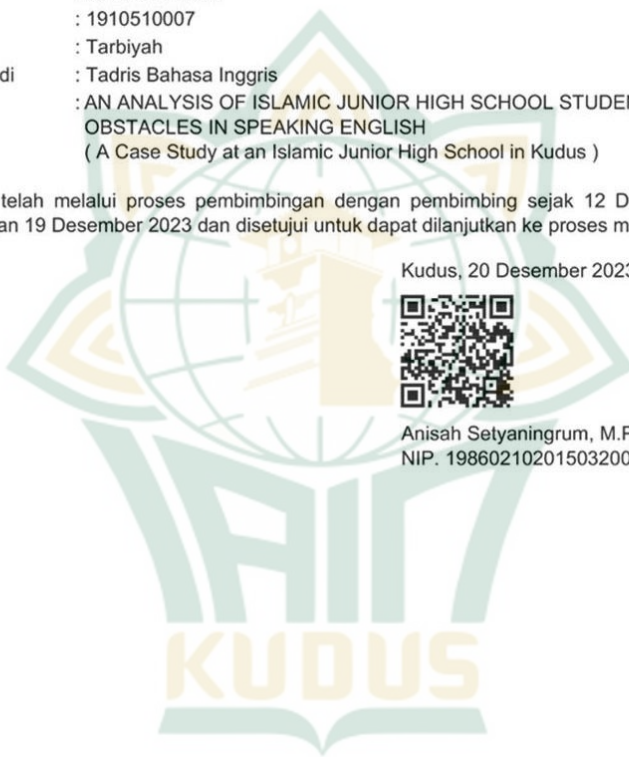 : 1910510007
: Tarbiyah
di : Tadris Bahasa Inggris
: AN ANALYSIS OF ISLAMIC JUNIOR HIGH SCHOOL
OBSTACLES IN SPEAKING ENGLISH
( A Case Study at an Islamic Junior High School in Kudus )
telah melalui proses pembimbingan dengan pembimbing sejak 12 D
an 19 Desember 2023 dan disetujui untuk dapat dilanjutkan ke proses m
Kudus, 20 Desember 2023
Anisah Setyaningrum, M.P
NIP. 19860210201503200
IAIN
KUDUS